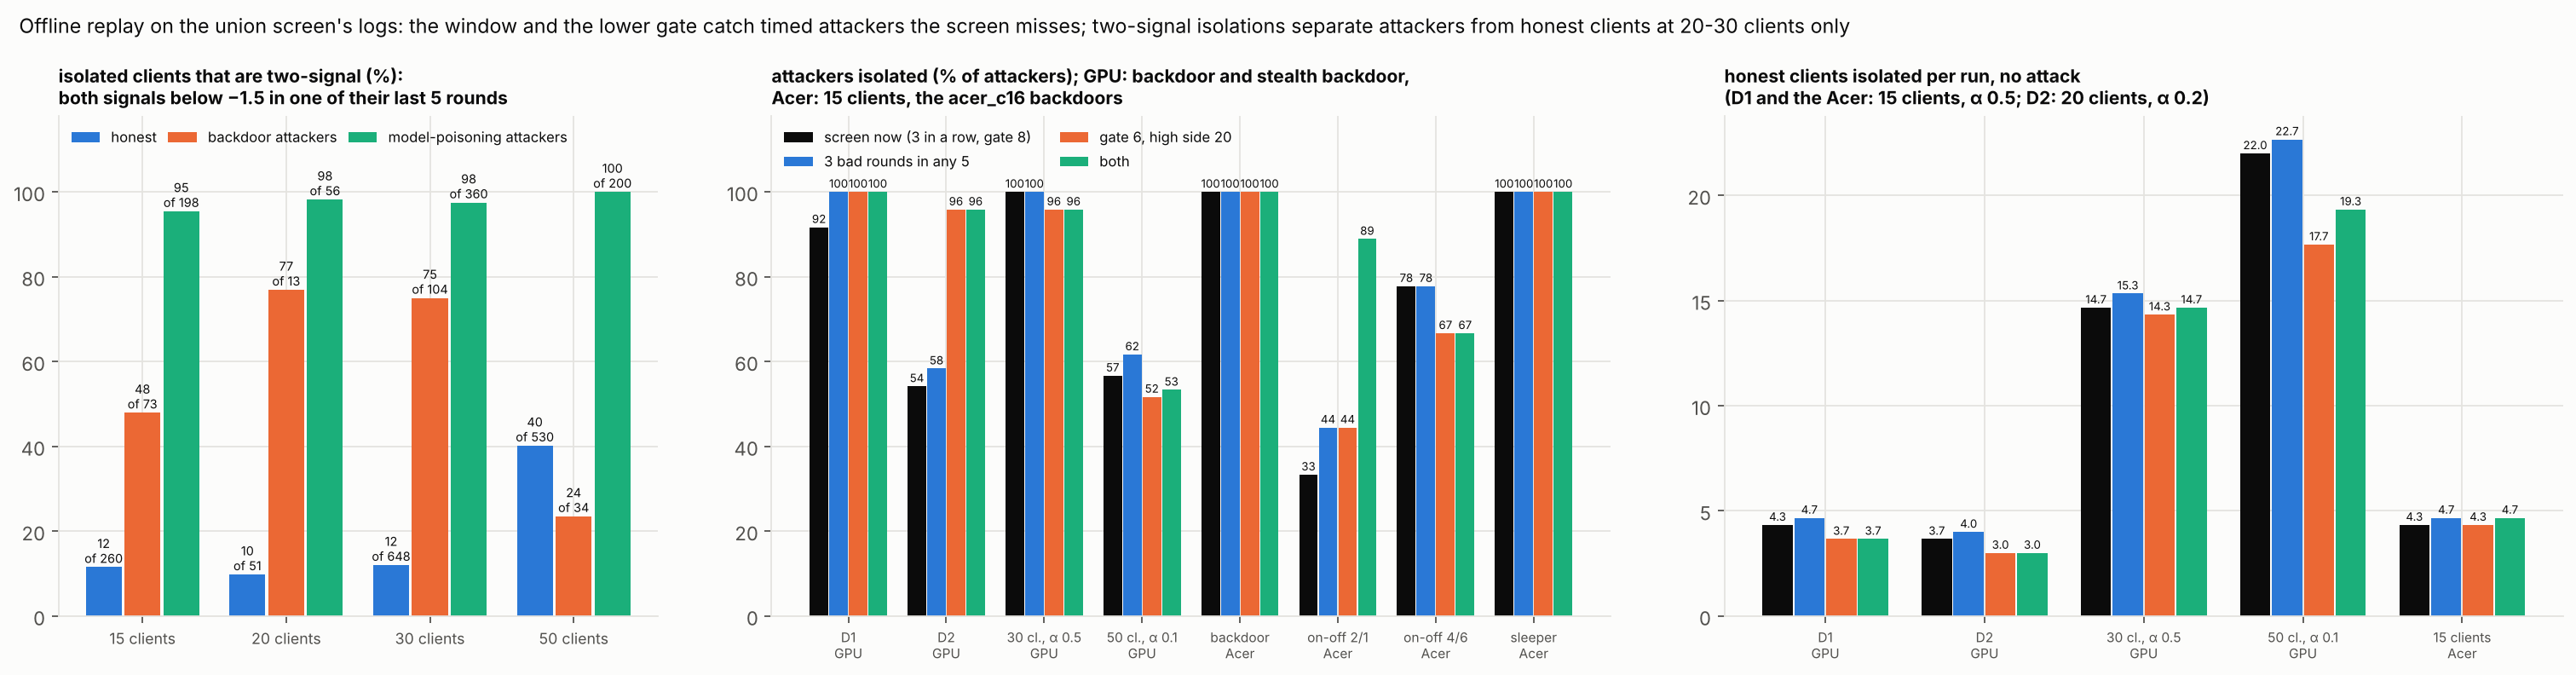 Offline replay on the union screen's logs: the window and the lower gate catch timed attackers the screen misses; two-signal isolations separate attackers from honest clients at 20-30 clients only
isolated clients that are two-signal (%):
both signals below −1.5 in one of their last 5 rounds
honest
backdoor attackers
model-poisoning attackers
100
80
60
40
20
0
12
of 260
48
of 73
95
of 198
10
of 51
77
of 13
98
of 56
12
of 648
75
of 104
98
of 360
40
of 530
24
of 34
100
of 200
15 clients
20 clients
30 clients
50 clients
attackers isolated (% of attackers); GPU: backdoor and stealth backdoor,
Acer: 15 clients, the acer_c16 backdoors
screen now (3 in a row, gate 8)
3 bad rounds in any 5
gate 6, high side 20
both
100
80
60
40
20
0
92
100
100
100
54
58
96
96
100
100
96
96
57
62
52
53
100
100
100
100
33
44
44
89
78
78
67
67
100
100
100
100
D1
GPU
D2
GPU
30 cl., α 0.5
GPU
50 cl., α 0.1
GPU
backdoor
Acer
on-off 2/1
Acer
on-off 4/6
Acer
sleeper
Acer
honest clients isolated per run, no attack
(D1 and the Acer: 15 clients, α 0.5; D2: 20 clients, α 0.2)
20
15
10
5
0
4.3
4.7
3.7
3.7
3.7
4.0
3.0
3.0
14.7
15.3
14.3
14.7
22.0
22.7
17.7
19.3
4.3
4.7
4.3
4.7
D1
GPU
D2
GPU
30 cl., α 0.5
GPU
50 cl., α 0.1
GPU
15 clients
Acer